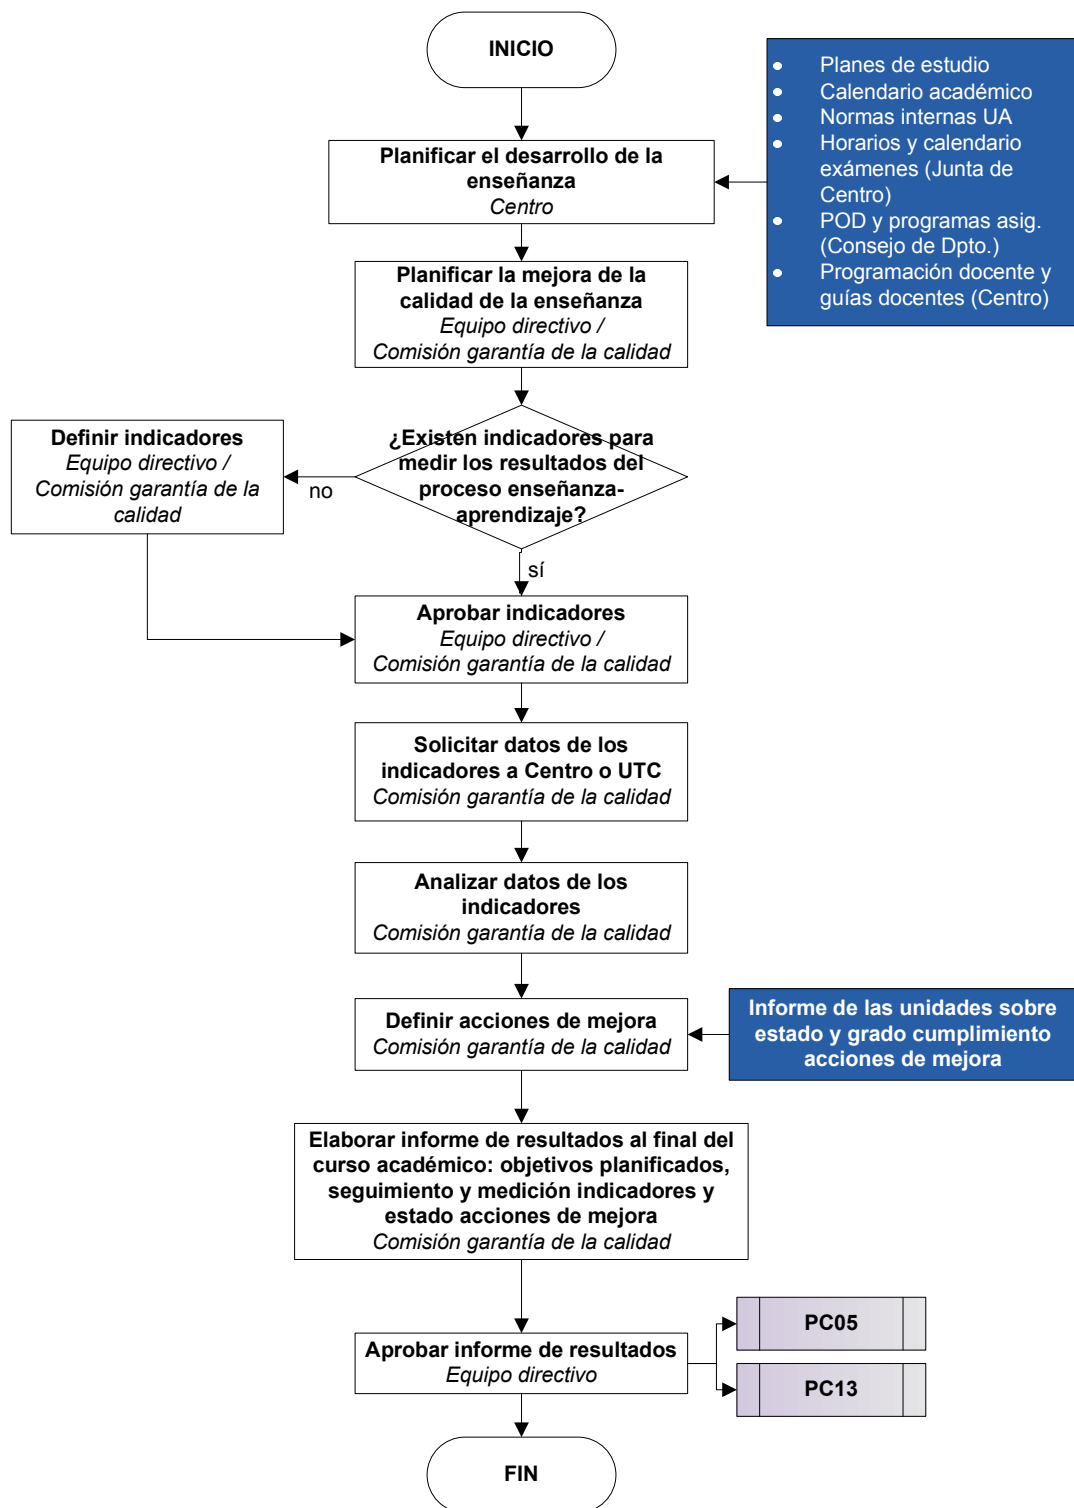 INICIO
• Planes de estudio
• Calendario académico
• Normas internas UA
• Horarios y calendario
exámenes (Junta de
Centro)
• POD y programas asig.
(Consejo de Dpto.)
• Programación docente y
guías docentes (Centro)
Planificar el desarrollo de la
enseñanza
Centro
Planificar la mejora de la
calidad de la enseñanza
Equipo directivo /
Comisión garantía de la calidad
¿Existen indicadores para
medir los resultados del
proceso enseñanza-
aprendizaje?
no
Definir indicadores
Equipo directivo /
Comisión garantía de la
calidad
sí
Aprobar indicadores
Equipo directivo /
Comisión garantía de la calidad
Solicitar datos de los
indicadores a Centro o UTC
Comisión garantía de la calidad
Analizar datos de los
indicadores
Comisión garantía de la calidad
Definir acciones de mejora
Comisión garantía de la calidad
Informe de las unidades sobre
estado y grado cumplimiento
acciones de mejora
Elaborar informe de resultados al final del
curso académico: objetivos planificados,
seguimiento y medición indicadores y
estado acciones de mejora
Comisión garantía de la calidad
Aprobar informe de resultados
Equipo directivo
PC05
PC13
FIN